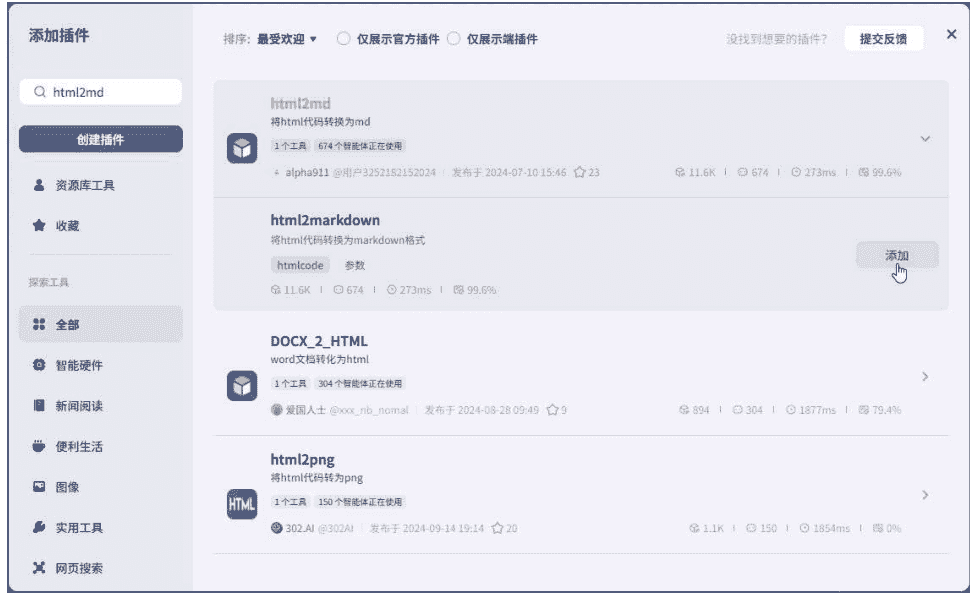 添加插件
排序: 最受欢迎 仅展示官方插件 仅展示端插件
没找到想要的插件? 提交反馈
html2md
创建插件
资源库工具
收藏
探索工具
全部
智能硬件
新闻阅读
便利生活
图像
实用工具
网页搜索
html2md
将html代码转换为md
1个工具 674个智能体正在使用
alpha911 @用户3252182152024 发布于 2024-07-10 15:46 23
11.6K 674 273ms 99.6%
html2markdown
将html代码转换为markdown格式
htmlcode 参数
11.6K 674 273ms 99.6%
添加
DOCX_2_HTML
word文档转化为html
1个工具 304个智能体正在使用
爱国人士 @xxx_nb_nomal 发布于 2024-08-28 09:49 9
894 304 1877ms 79.4%
html2png
将html代码转为png
HTML
1个工具 150个智能体正在使用
302.AI @302AI 发布于 2024-09-14 19:14 20
1.1K 150 1854ms 0%